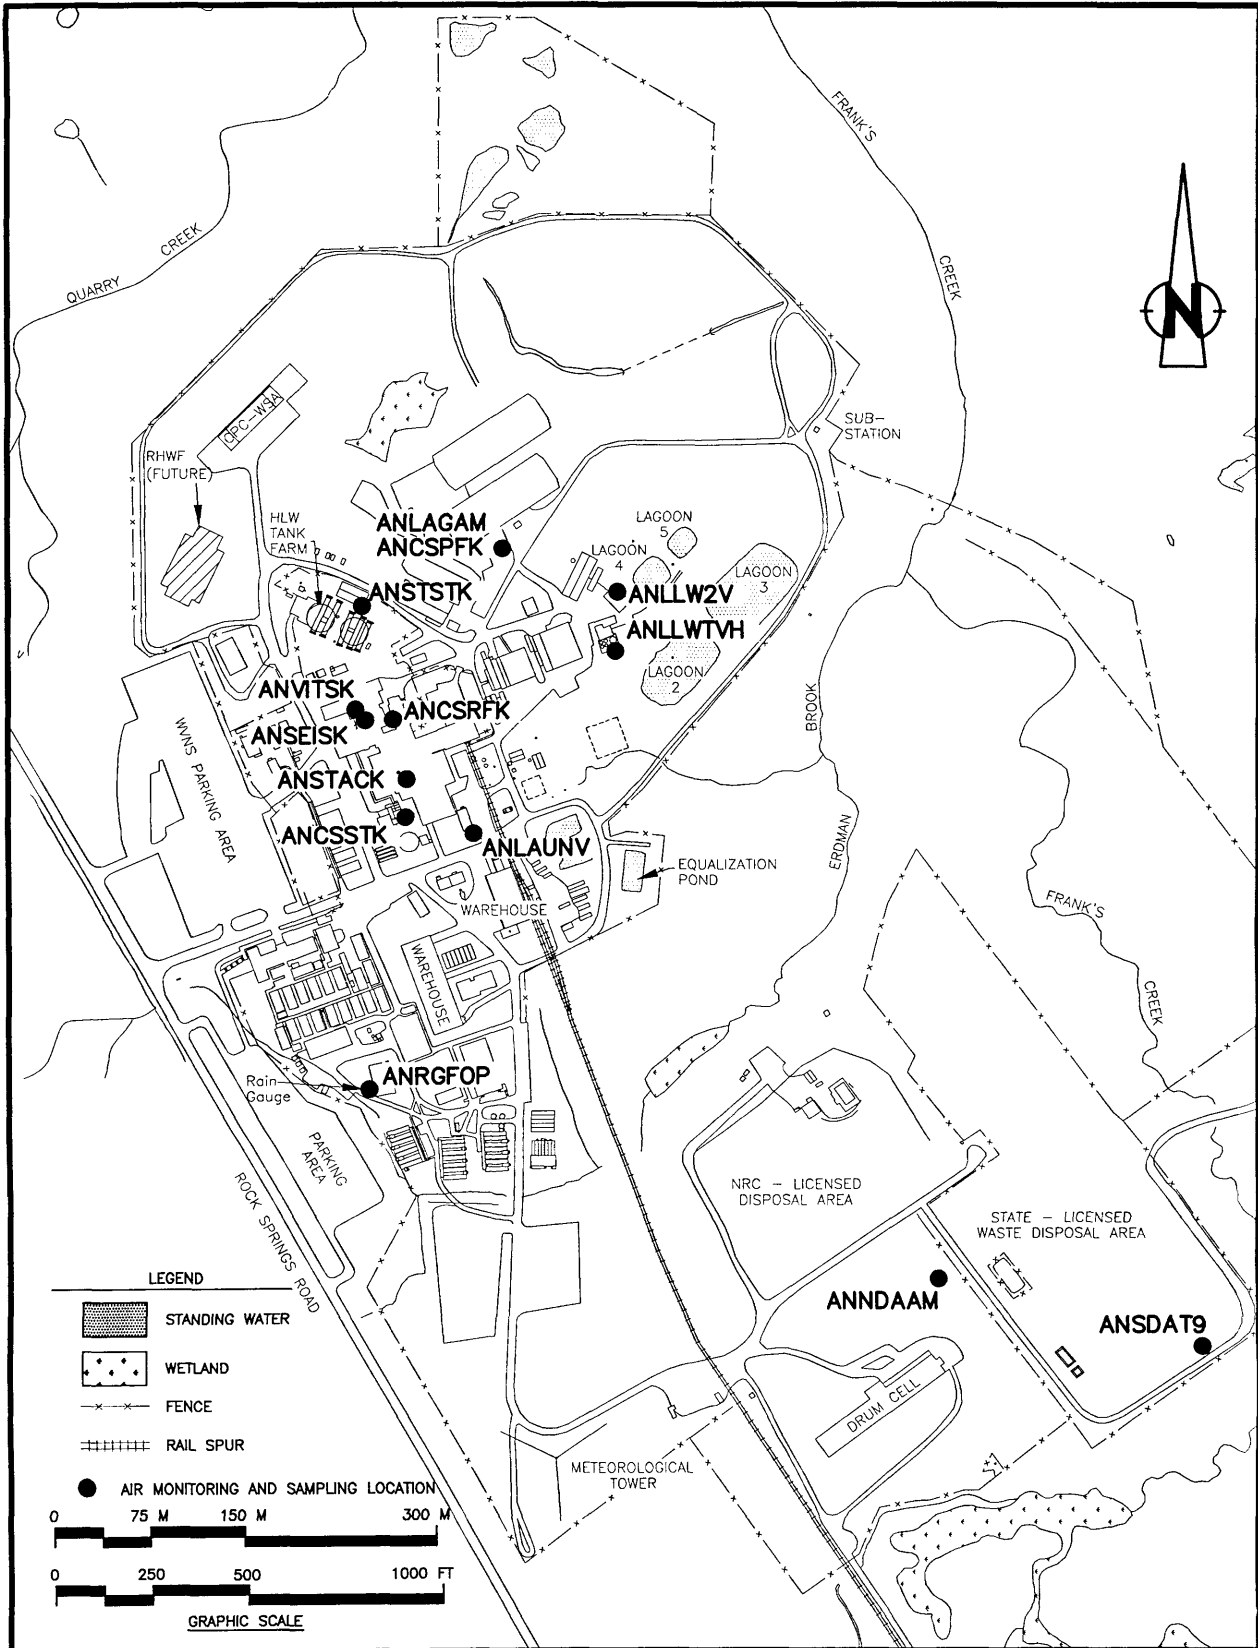 FRANK'S
CREEK
QUARRY
CREEK
N
CPC-WSA
RHWF
(FUTURE)
SUB-
STATION
HLW
TANK
FARM
ANLAGAM
ANCSPFK
LAGOON
5
LAGOON
4
LAGOON
3
ANSTSTK
ANLLW2V
ANLLWTVH
LAGOON
2
ANVITSK
ANCSRFK
ANSEISK
BROOK
WVNS PARKING AREA
ANSTACK
ANCSSTK
ANLAUNV
ERDMAN
EQUALIZATION
POND
WAREHOUSE
FRANK'S
CREEK
WAREHOUSE
Rain
Gauge
ANRGFOP
PARKING
AREA
ROCK SPRINGS ROAD
NRC – LICENSED
DISPOSAL AREA
STATE – LICENSED
WASTE DISPOSAL AREA
ANNDAAM
ANSDAT9
DRUM CELL
METEOROLOGICAL
TOWER
LEGEND
STANDING WATER
WETLAND
FENCE
RAIL SPUR
AIR MONITORING AND SAMPLING LOCATION
0 75 M 150 M 300 M
0 250 500 1000 FT
GRAPHIC SCALE